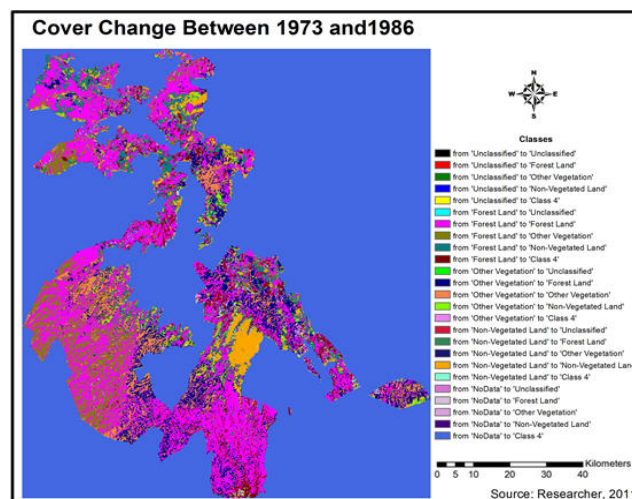 Cover Change Between 1973 and1986
N
W E
S
Classes
from 'Unclassified' to 'Unclassified'
from 'Unclassified' to 'Forest Land'
from 'Unclassified' to 'Other Vegetation'
from 'Unclassified' to 'Non-Vegetated Land'
from 'Unclassified' to 'Class 4'
from 'Forest Land' to 'Unclassified'
from 'Forest Land' to 'Forest Land'
from 'Forest Land' to 'Other Vegetation'
from 'Forest Land' to 'Non-Vegetated Land'
from 'Forest Land' to 'Class 4'
from 'Other Vegetation' to 'Unclassified'
from 'Other Vegetation' to 'Forest Land'
from 'Other Vegetation' to 'Other Vegetation'
from 'Other Vegetation' to 'Non-Vegetated Land'
from 'Other Vegetation' to 'Class 4'
from 'Non-Vegetated Land' to 'Unclassified'
from 'Non-Vegetated Land' to 'Forest Land'
from 'Non-Vegetated Land' to 'Other Vegetation'
from 'Non-Vegetated Land' to 'Non-Vegetated Land'
from 'Non-Vegetated Land' to 'Class 4'
from 'NoData' to 'Unclassified'
from 'NoData' to 'Forest Land'
from 'NoData' to 'Other Vegetation'
from 'NoData' to 'Non-Vegetated Land'
from 'NoData' to 'Class 4'
Kilometers
0 5 10 20 30 40
Source: Researcher,